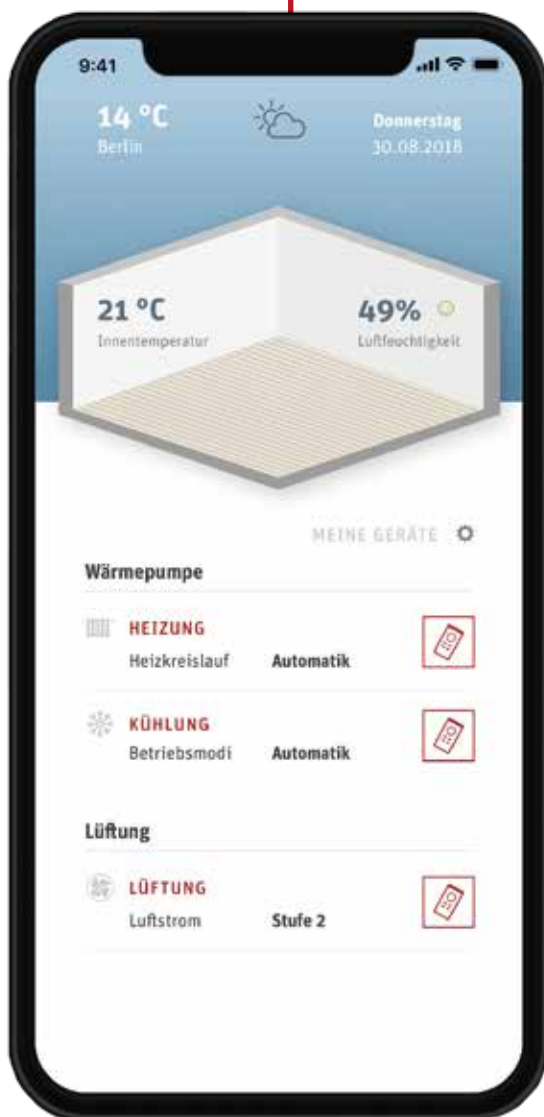 9:41
14 °C
Berlin
Donnerstag
30.08.2018
21 °C
Innentemperatur
49%
Luftfeuchtigkeit
MEINE GERÄTE
Wärmepumpe
HEIZUNG
Heizkreislauf Automatik
KÜHLUNG
Betriebsmodi Automatik
Lüftung
LÜFTUNG
Luftstrom Stufe 2